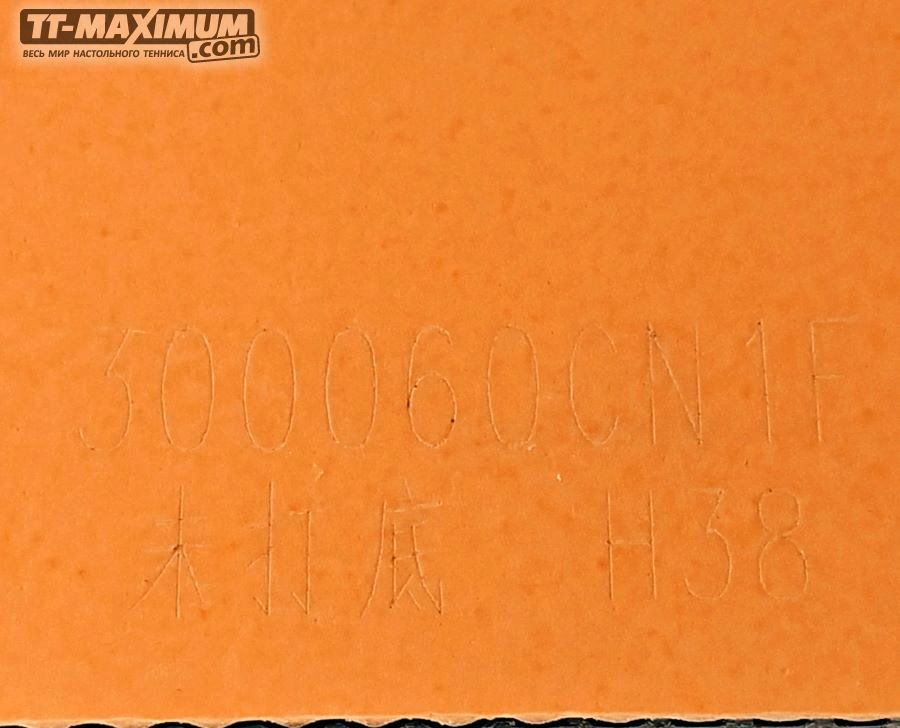 TT-MAXIMUM.com
ВЕСЬ МИР НАСТОЛЬНОГО ТЕННИСА
300060CN1F
未打底 H38